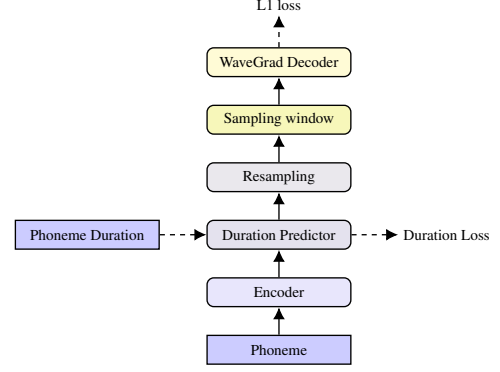 L1 loss
WaveGrad Decoder
Sampling window
Resampling
Phoneme Duration
Duration Predictor
Duration Loss
Encoder
Phoneme